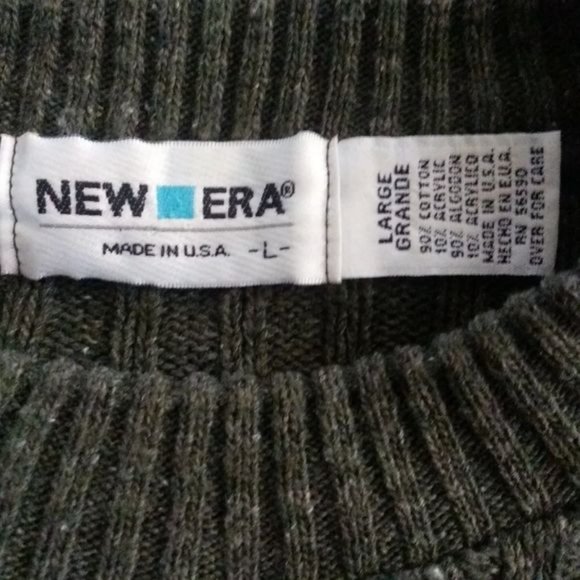 NEW ERA®
MADE IN U.S.A. -L-
LARGE
GRANDE
90% COTTON
10% ACRYLIC
90% ALGODON
10% ACRYLICO
MADE IN U.S.A.
HECHO EN E.U.A.
RN 56590
OVER FOR CARE